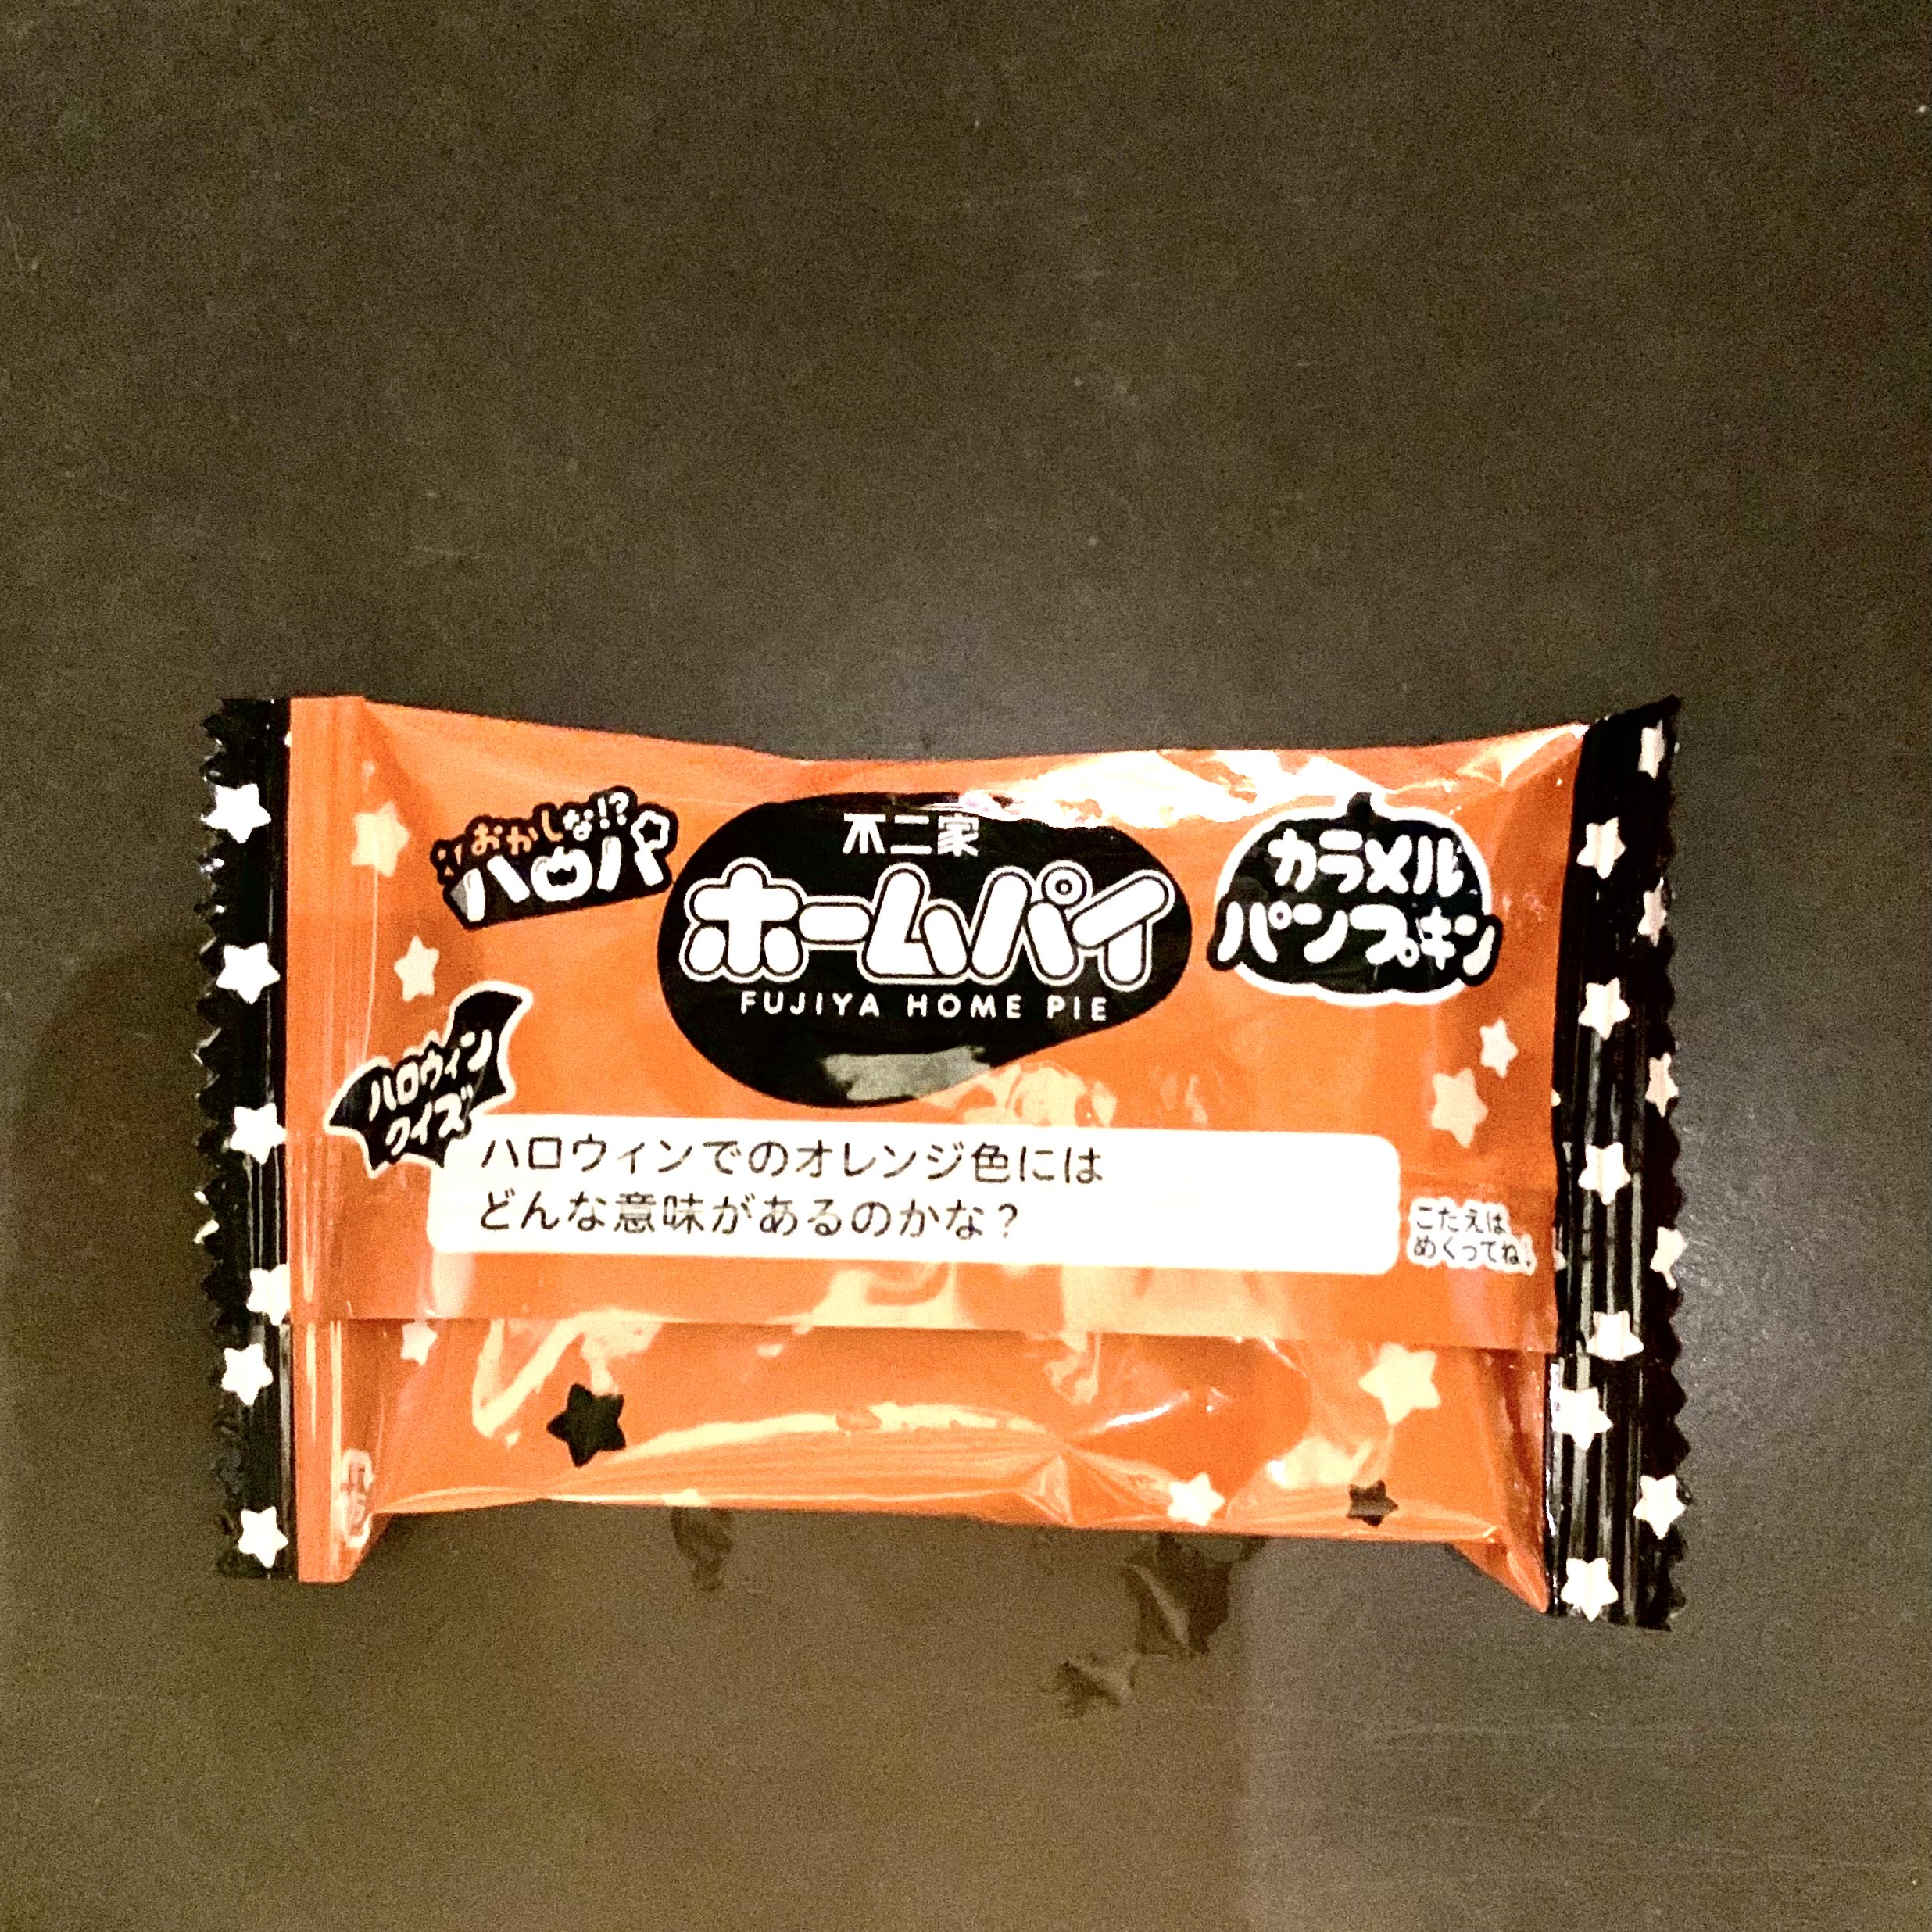 おかしな!?
ハロパ
不二家
ホームパイ
FUJIYA HOME PIE
カラメル
パンプキン
ハロウィン
クイズ
ハロウィンでのオレンジ色には
どんな意味があるのかな？
こたえは
めくってね!